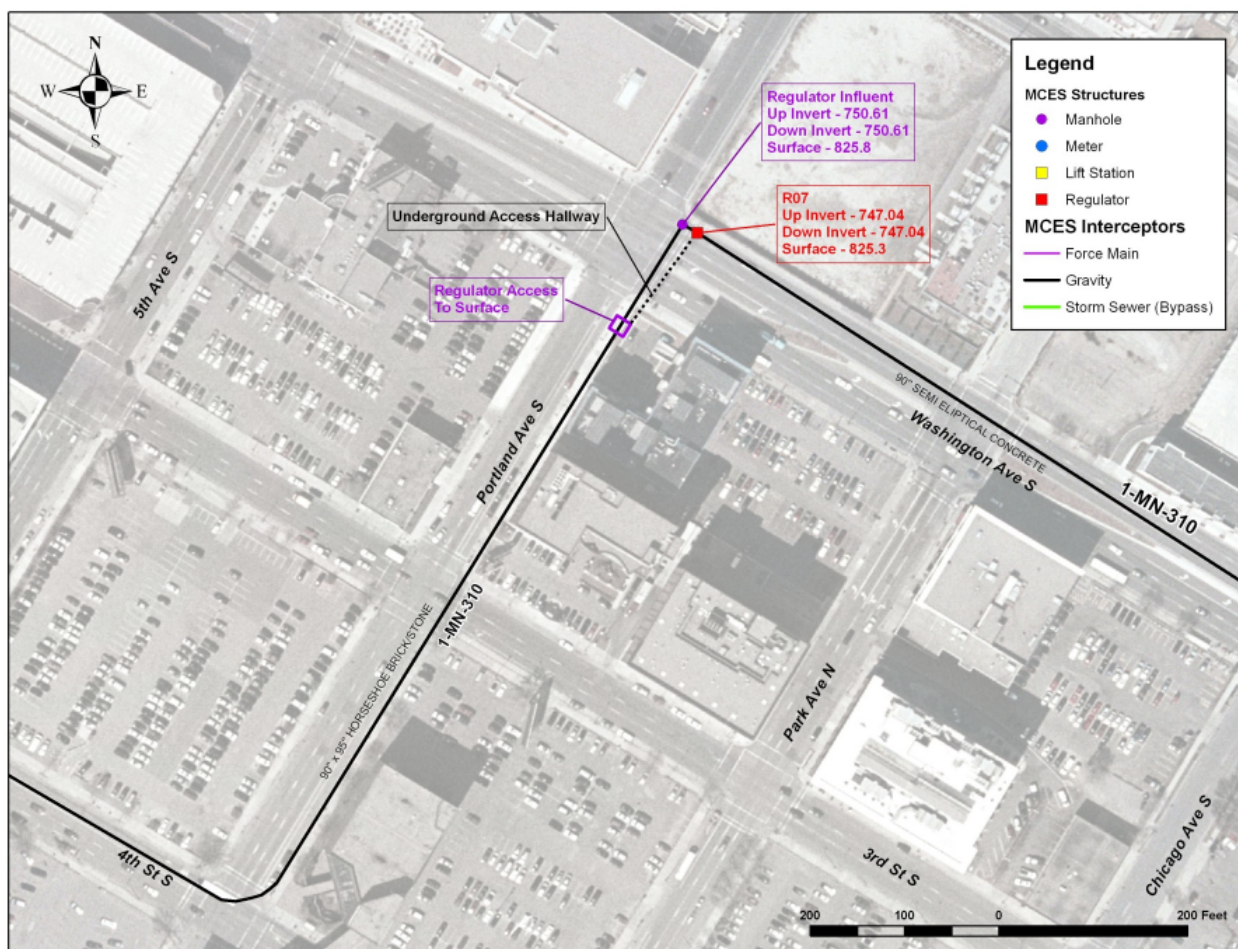 N
W E
S
Legend
MCES Structures
Manhole
Meter
Lift Station
Regulator
MCES Interceptors
Force Main
Gravity
Storm Sewer (Bypass)
Regulator Influent
Up Invert - 750.61
Down Invert - 750.61
Surface - 825.8
R07
Up Invert - 747.04
Down Invert - 747.04
Surface - 825.3
Underground Access Hallway
Regulator Access
To Surface
5th Ave S
Portland Ave S
90" SEMI ELIPTICAL CONCRETE
Washington Ave S
1-MN-310
1-MN-310
90" x 95" HORSESHOE BRICK/STONE
Park Ave N
4th St S
3rd St S
Chicago Ave S
200 100 0 200 Feet